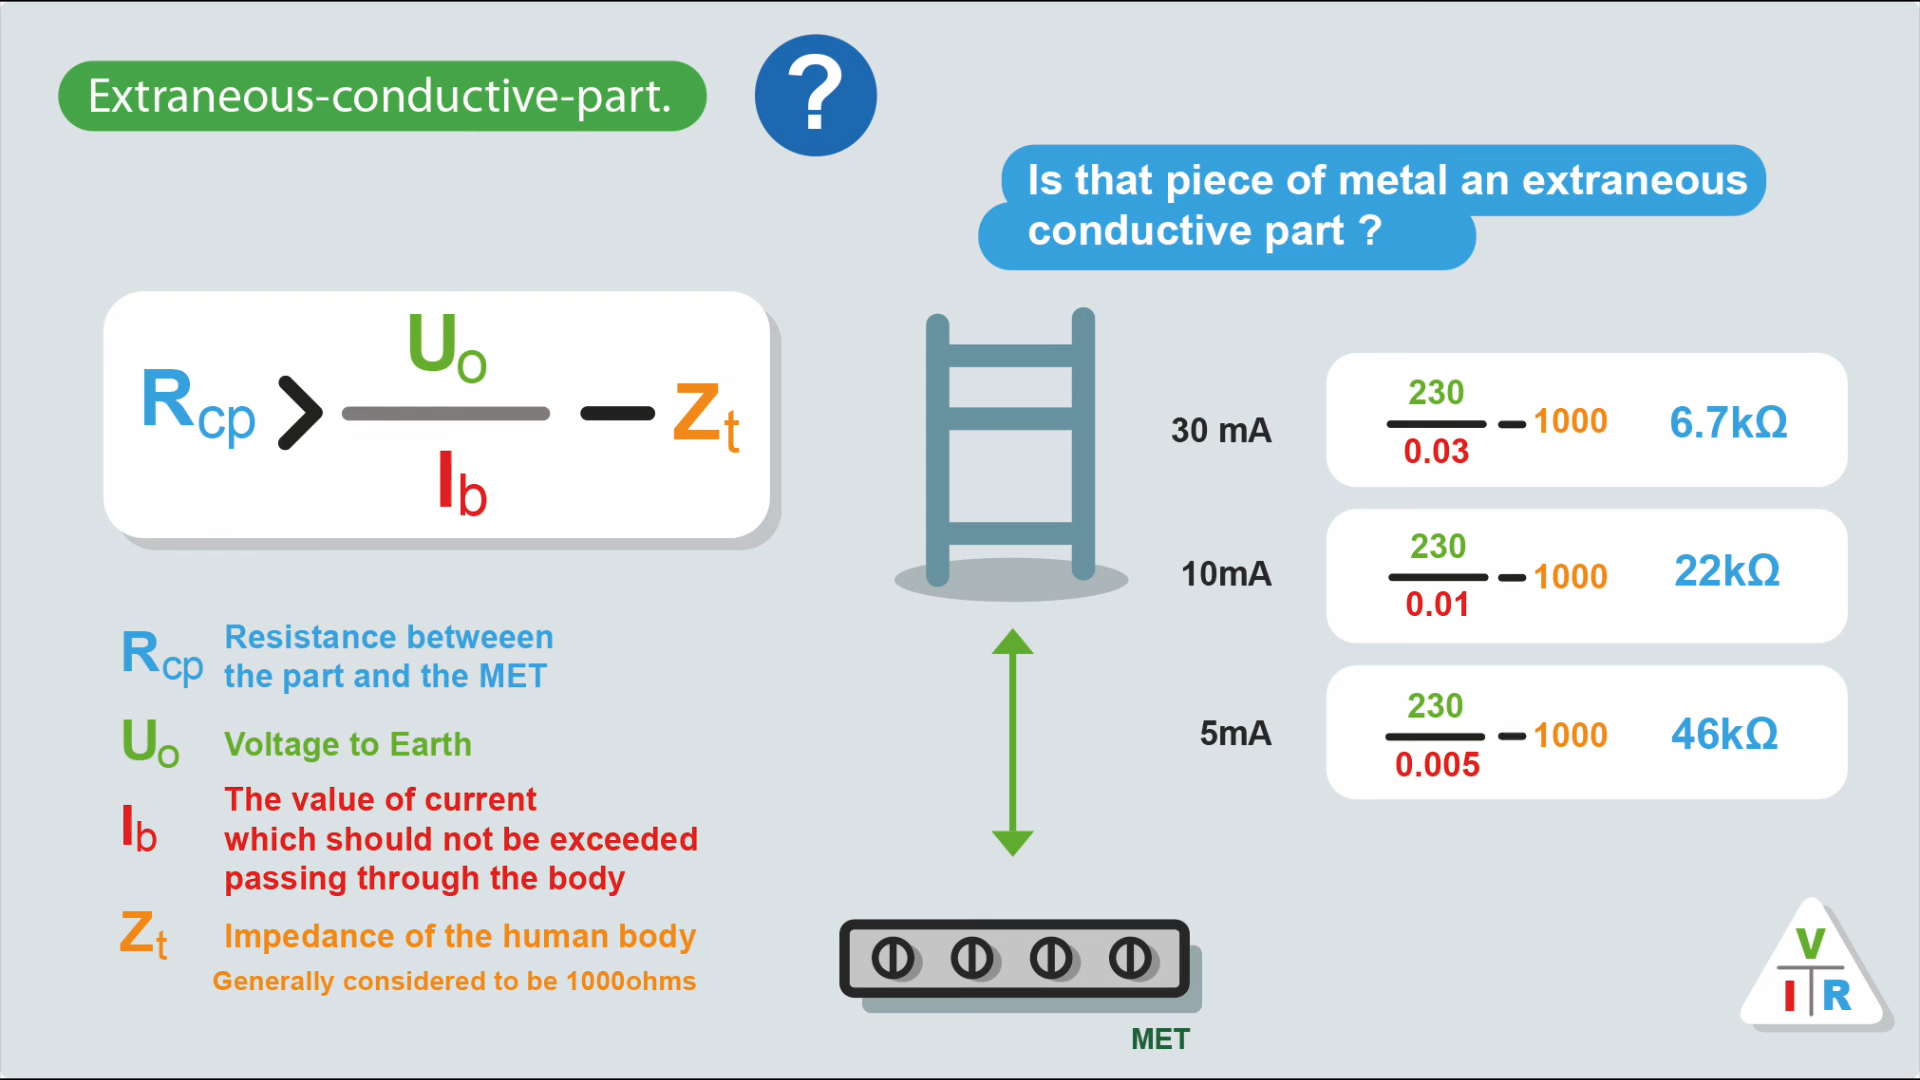 Extraneous-conductive-part.
?
Is that piece of metal an extraneous
conductive part ?
Rcp > Uo / Ib − Zt
30 mA
230 / 0.03 − 1000 6.7kΩ
10mA
230 / 0.01 − 1000 22kΩ
5mA
230 / 0.005 − 1000 46kΩ
Rcp Resistance betweeen
the part and the MET
Uo Voltage to Earth
Ib The value of current
which should not be exceeded
passing through the body
Zt Impedance of the human body
Generally considered to be 1000ohms
MET
V
I R